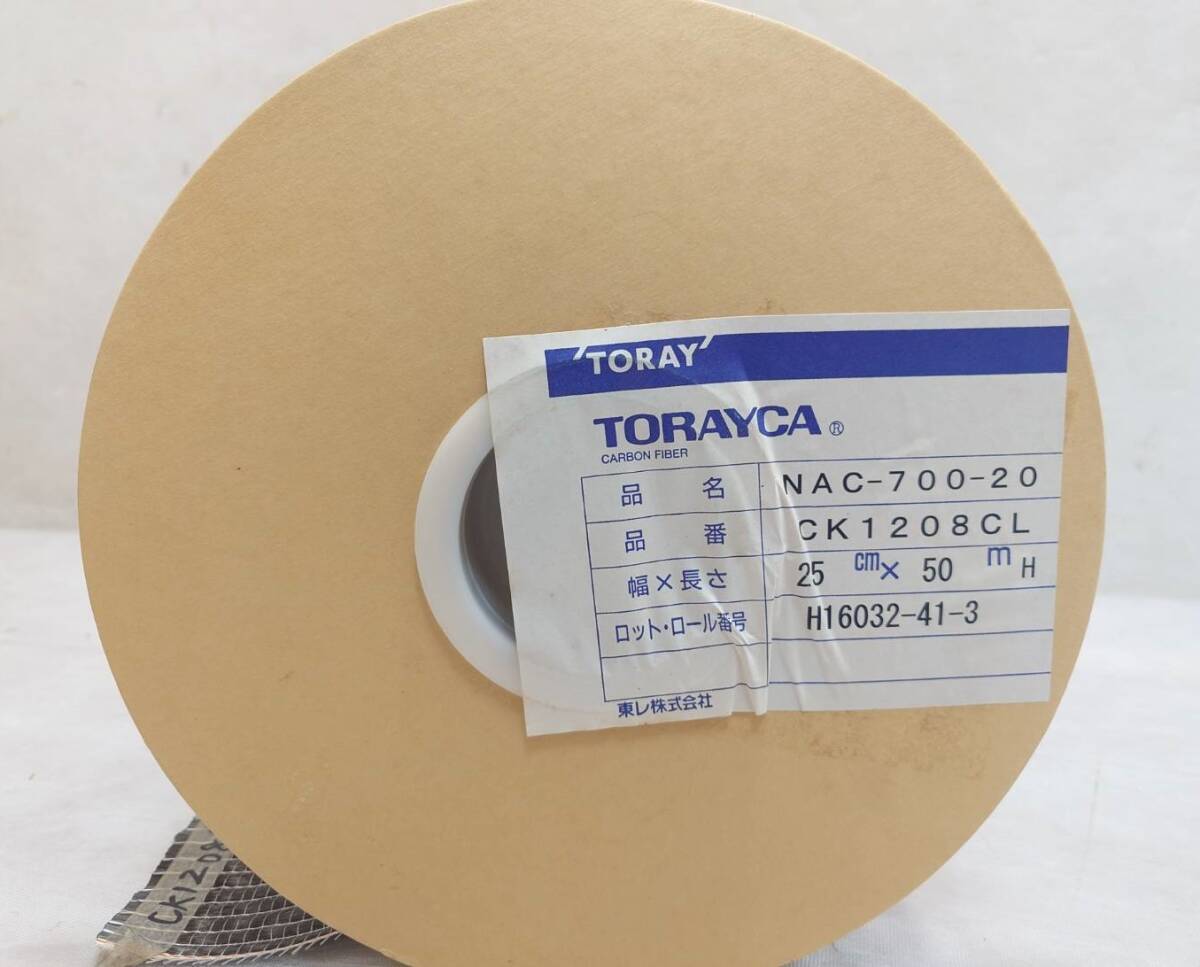 TORAY
TORAYCA®
CARBON FIBER
品名 NAC-700-20
品番 CK1208CL
幅×長さ 25 cm× 50 m H
ロット・ロール番号 H16032-41-3
東レ株式会社
CK1208